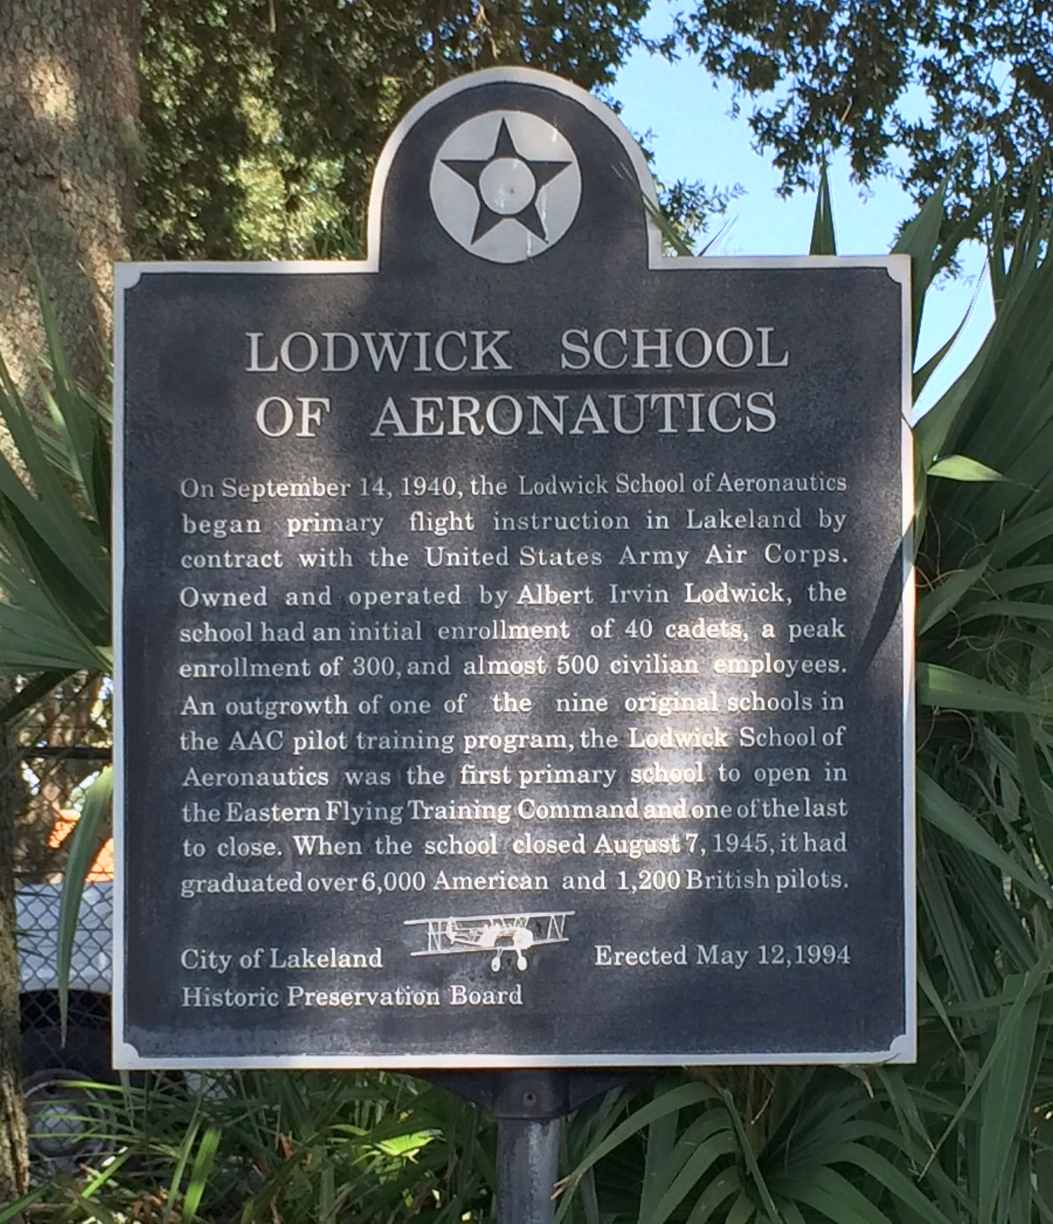 LODWICK SCHOOL
OF AERONAUTICS
On September 14, 1940, the Lodwick School of Aeronautics
began primary flight instruction in Lakeland by
contract with the United States Army Air Corps.
Owned and operated by Albert Irvin Lodwick, the
school had an initial enrollment of 40 cadets, a peak
enrollment of 300, and almost 500 civilian employees.
An outgrowth of one of the nine original schools in
the AAC pilot training program, the Lodwick School of
Aeronautics was the first primary school to open in
the Eastern Flying Training Command and one of the last
to close. When the school closed August 7, 1945, it had
graduated over 6,000 American and 1,200 British pilots.
City of Lakeland Erected May 12,1994
Historic Preservation Board